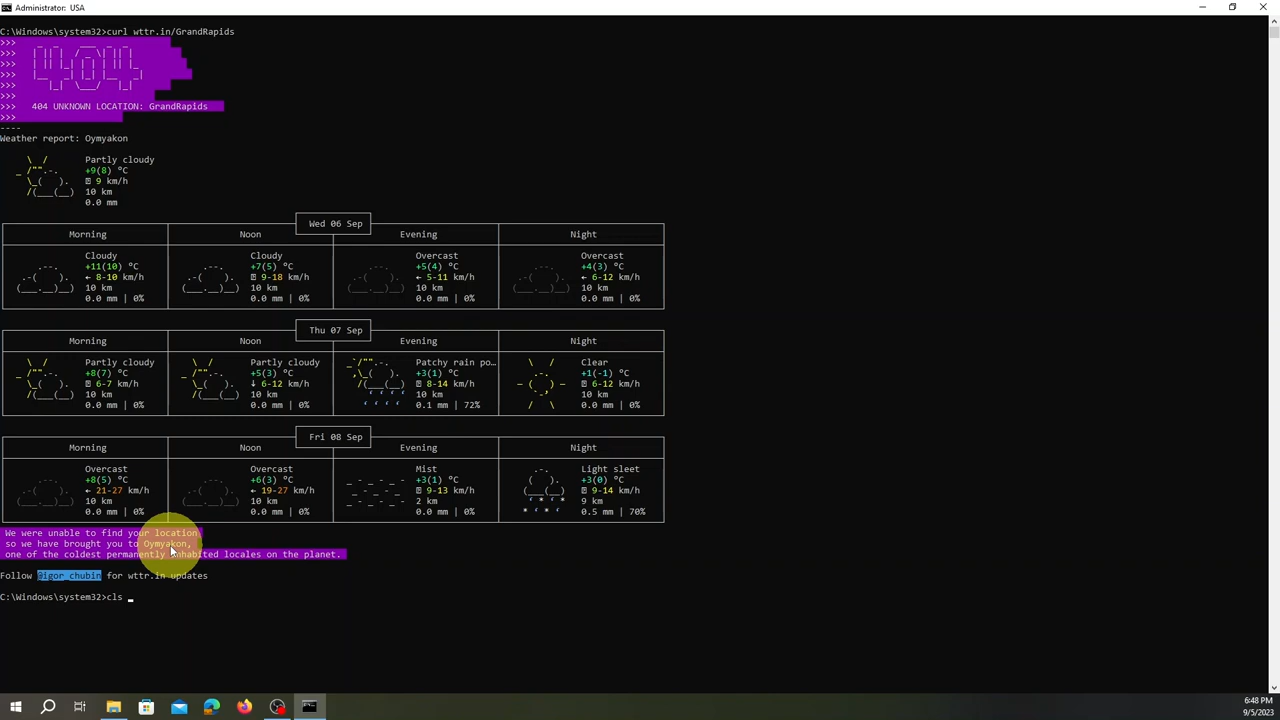 Administrator: USA
C:\Windows\system32>curl wttr.in/GrandRapids
>>>
>>>
>>>
>>>
>>>
>>>
>>> 404 UNKNOWN LOCATION: GrandRapids
>>>
----
Weather report: Oymyakon
Partly cloudy
+9(8) °C
9 km/h
10 km
0.0 mm
Wed 06 Sep
Morning Noon Evening Night
Cloudy Cloudy Overcast Overcast
+11(10) °C +7(5) °C +5(4) °C +4(3) °C
← 8-10 km/h 9-18 km/h ← 5-11 km/h ← 6-12 km/h
10 km 10 km 10 km 10 km
0.0 mm | 0% 0.0 mm | 0% 0.0 mm | 0% 0.0 mm | 0%
Thu 07 Sep
Morning Noon Evening Night
Partly cloudy Partly cloudy Patchy rain po… Clear
+8(7) °C +5(3) °C +3(1) °C +1(-1) °C
6-7 km/h ↓ 6-12 km/h 8-14 km/h 6-12 km/h
10 km 10 km 10 km 10 km
0.0 mm | 0% 0.0 mm | 0% 0.1 mm | 72% 0.0 mm | 0%
Fri 08 Sep
Morning Noon Evening Night
Overcast Overcast Mist Light sleet
+8(5) °C +6(3) °C +3(1) °C +3(0) °C
← 21-27 km/h ← 19-27 km/h 9-13 km/h 9-14 km/h
10 km 10 km 2 km 9 km
0.0 mm | 0% 0.0 mm | 0% 0.0 mm | 0% 0.5 mm | 70%
We were unable to find your location
so we have brought you to Oymyakon,
one of the coldest permanently inhabited locales on the planet.
Follow @igor_chubin for wttr.in updates
C:\Windows\system32>cls _
6:48 PM
9/5/2023